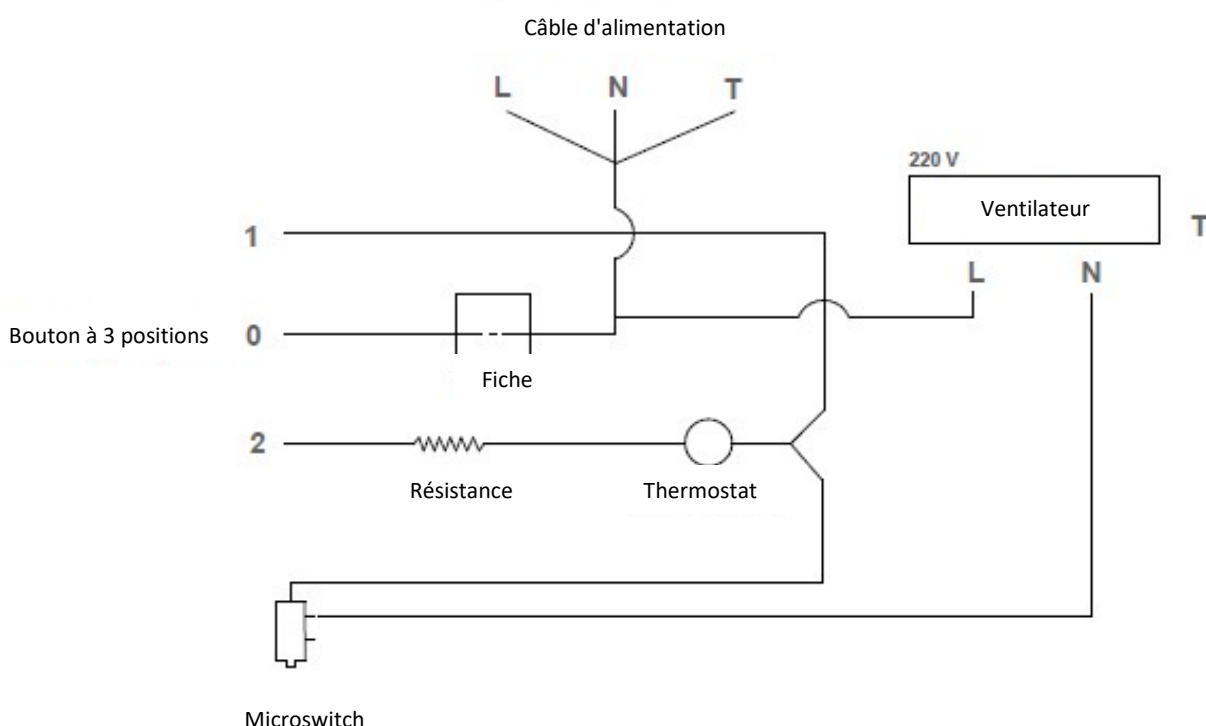 Câble d'alimentation
L N T
220 V
Ventilateur
T
1
L N
Bouton à 3 positions 0
Fiche
2
Résistance Thermostat
Microswitch